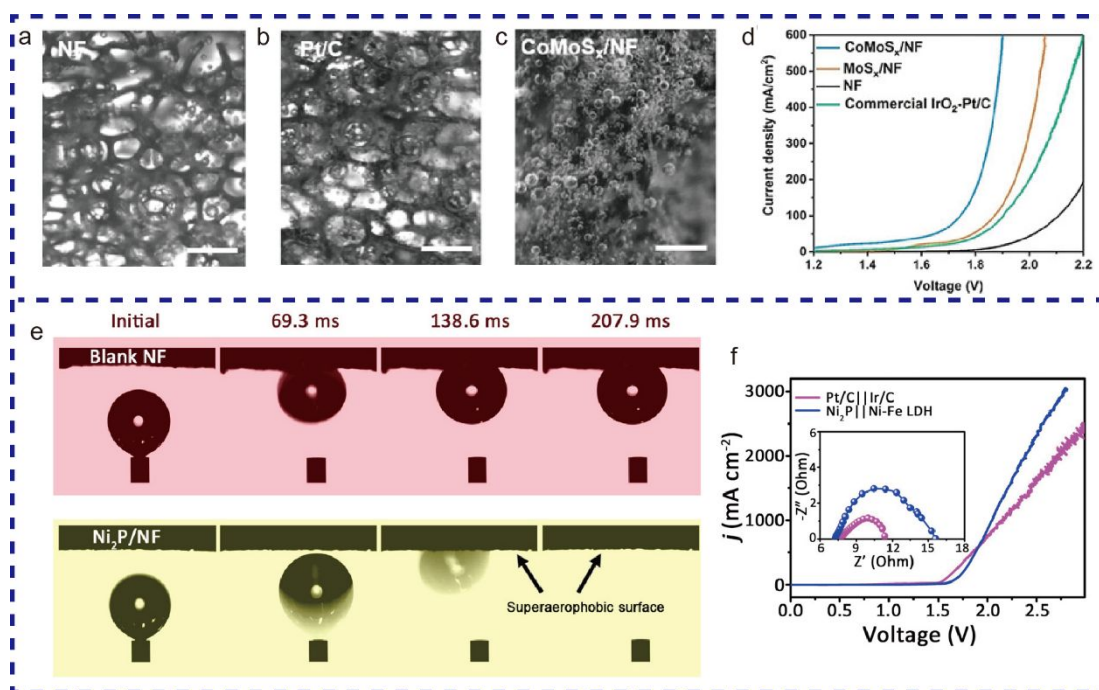 a
NF
b
Pt/C
c
CoMoSₓ/NF
d
600
500
400
300
200
100
0
Current density (mA/cm²)
CoMoSₓ/NF
MoSₓ/NF
NF
Commercial IrO₂-Pt/C
1.2 1.4 1.6 1.8 2.0 2.2
Voltage (V)
e
Initial 69.3 ms 138.6 ms 207.9 ms
Blank NF
Ni₂P/NF
Superaerophobic surface
f
3000
2000
1000
0
j (mA cm⁻²)
Pt/C||Ir/C
Ni₂P||Ni-Fe LDH
6
4
2
0
-Z″ (Ohm)
6 9 12 15 18
Z′ (Ohm)
0.0 0.5 1.0 1.5 2.0 2.5
Voltage (V)